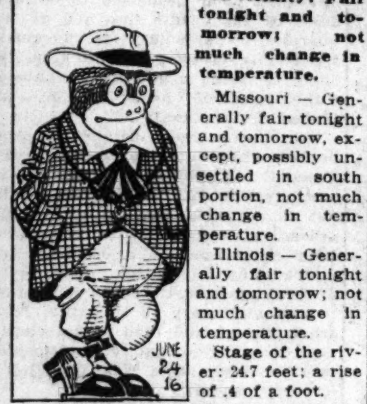 tonight and to-
morrow; not
much change in
temperature.
Missouri — Gen-
erally fair tonight
and tomorrow, ex-
cept, possibly un-
settled in south
portion, not much
change in tem-
perature.
Illinois — Gener-
ally fair tonight
and tomorrow; not
much change in
temperature.
Stage of the riv-
er: 24.7 feet; a rise
of .4 of a foot.
JUNE
24
16